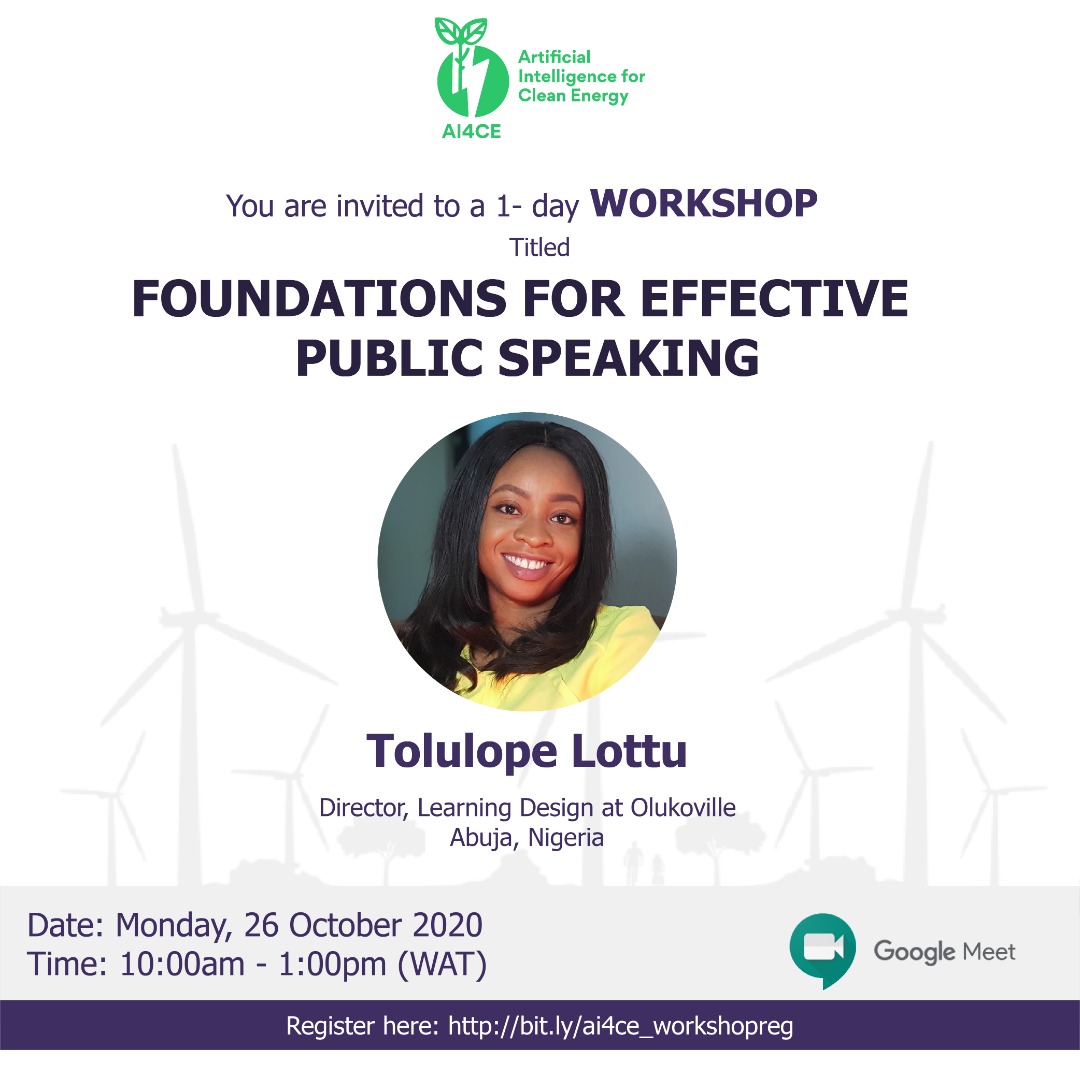 Artificial
Intelligence for
Clean Energy
AI4CE
You are invited to a 1- day WORKSHOP
Titled
FOUNDATIONS FOR EFFECTIVE
PUBLIC SPEAKING
Tolulope Lottu
Director, Learning Design at Olukoville
Abuja, Nigeria
Date: Monday, 26 October 2020
Time: 10:00am - 1:00pm (WAT)
Google Meet
Register here: http://bit.ly/ai4ce_workshopreg